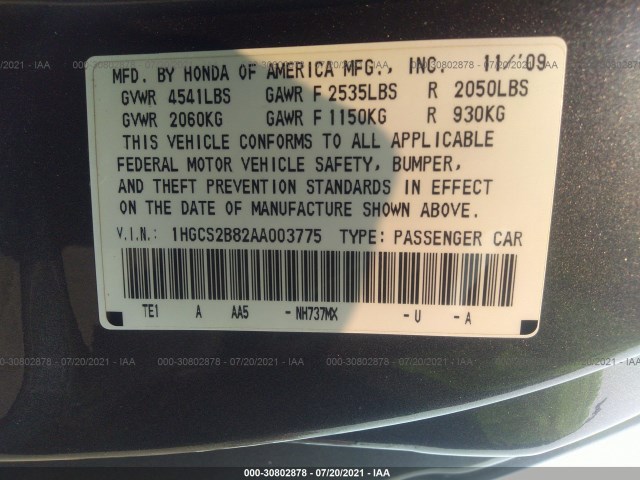 000-30802878 - 07/20/2021 - IAA
MFD. BY HONDA OF AMERICA MFG., INC. 11/'09
GVWR 4541LBS GAWR F 2535LBS R 2050LBS
GVWR 2060KG GAWR F 1150KG R 930KG
THIS VEHICLE CONFORMS TO ALL APPLICABLE
FEDERAL MOTOR VEHICLE SAFETY, BUMPER,
AND THEFT PREVENTION STANDARDS IN EFFECT
ON THE DATE OF MANUFACTURE SHOWN ABOVE.
V.I.N.: 1HGCS2B82AA003775 TYPE: PASSENGER CAR
TE1 A AA5 - NH737MX - U - A
000-30802878 - 07/20/2021 - IAA
000-30802878 - 07/20/2021 - IAA